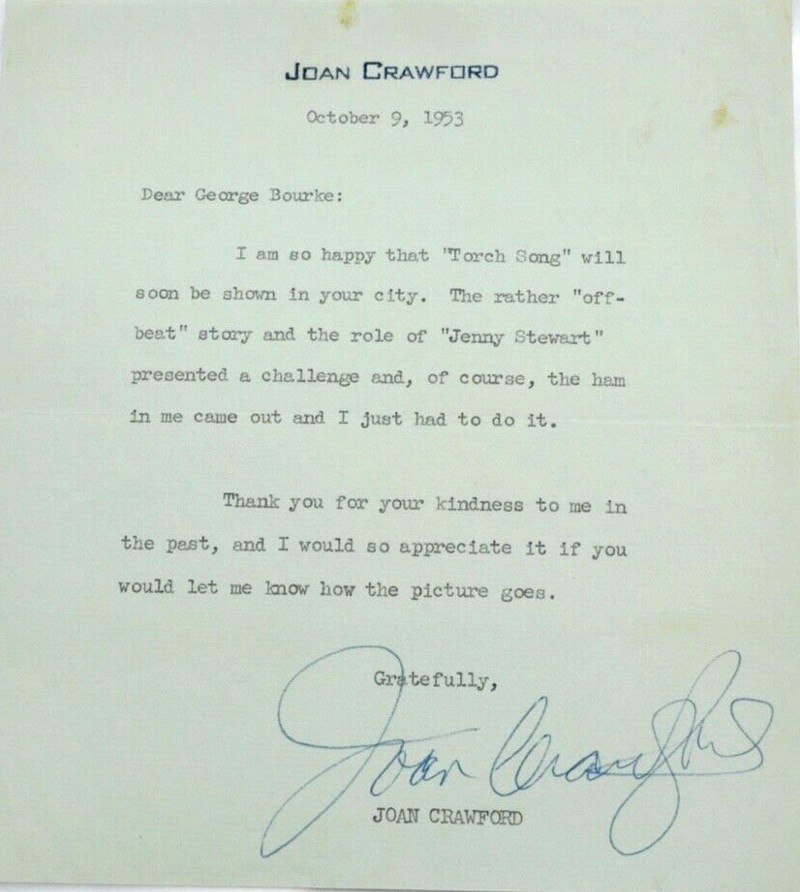 JOAN CRAWFORD
October 9, 1953
Dear George Bourke:
I am so happy that "Torch Song" will
soon be shown in your city. The rather "off-
beat" story and the role of "Jenny Stewart"
presented a challenge and, of course, the ham
in me came out and I just had to do it.
Thank you for your kindness to me in
the past, and I would so appreciate it if you
would let me know how the picture goes.
Gratefully,
Joan Crawford
JOAN CRAWFORD